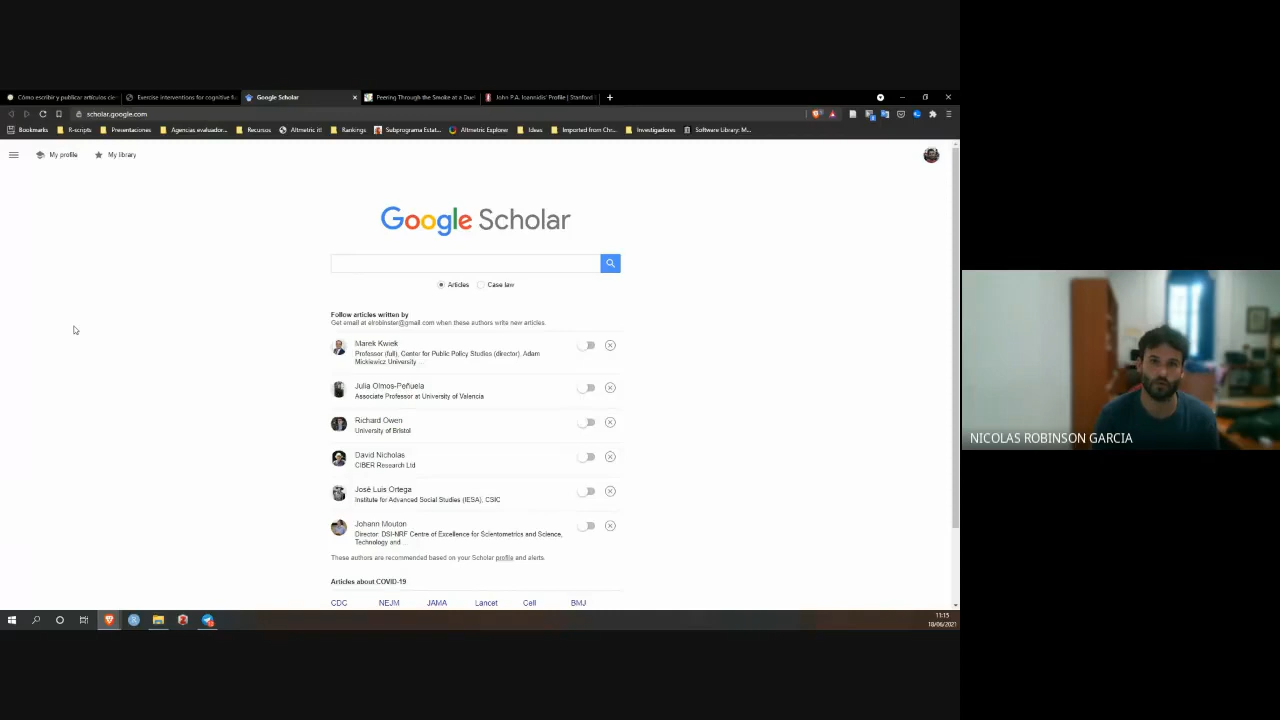 Cómo escribir y publicar artículos cie
Exercise interventions for cognitive f
Google Scholar
Peering Through the Smoke at a Due
John P.A. Ioannidis' Profile | Stanford
scholar.google.com
Bookmarks
R-scripts
Presentaciones
Agencias evaluador...
Recursos
Altmetric it!
Rankings
Subprograma Estat...
Altmetric Explorer
Ideas
Imported from Chr...
Investigadores
Software Library: M...
My profile
My library
Google Scholar
Articles
Case law
Follow articles written by
Get email at elrobinster@gmail.com when these authors write new articles.
Marek Kwiek
Professor (full), Center for Public Policy Studies (director), Adam
Mickiewicz University ...
Julia Olmos-Peñuela
Associate Professor at University of Valencia
Richard Owen
University of Bristol
David Nicholas
CIBER Research Ltd
José Luis Ortega
Institute for Advanced Social Studies (IESA), CSIC
Johann Mouton
Director: DSI-NRF Centre of Excellence for Scientometrics and Science,
Technology and ...
These authors are recommended based on your Scholar profile and alerts.
Articles about COVID-19
CDC
NEJM
JAMA
Lancet
Cell
BMJ
11:15
18/06/2021
NICOLAS ROBINSON GARCIA